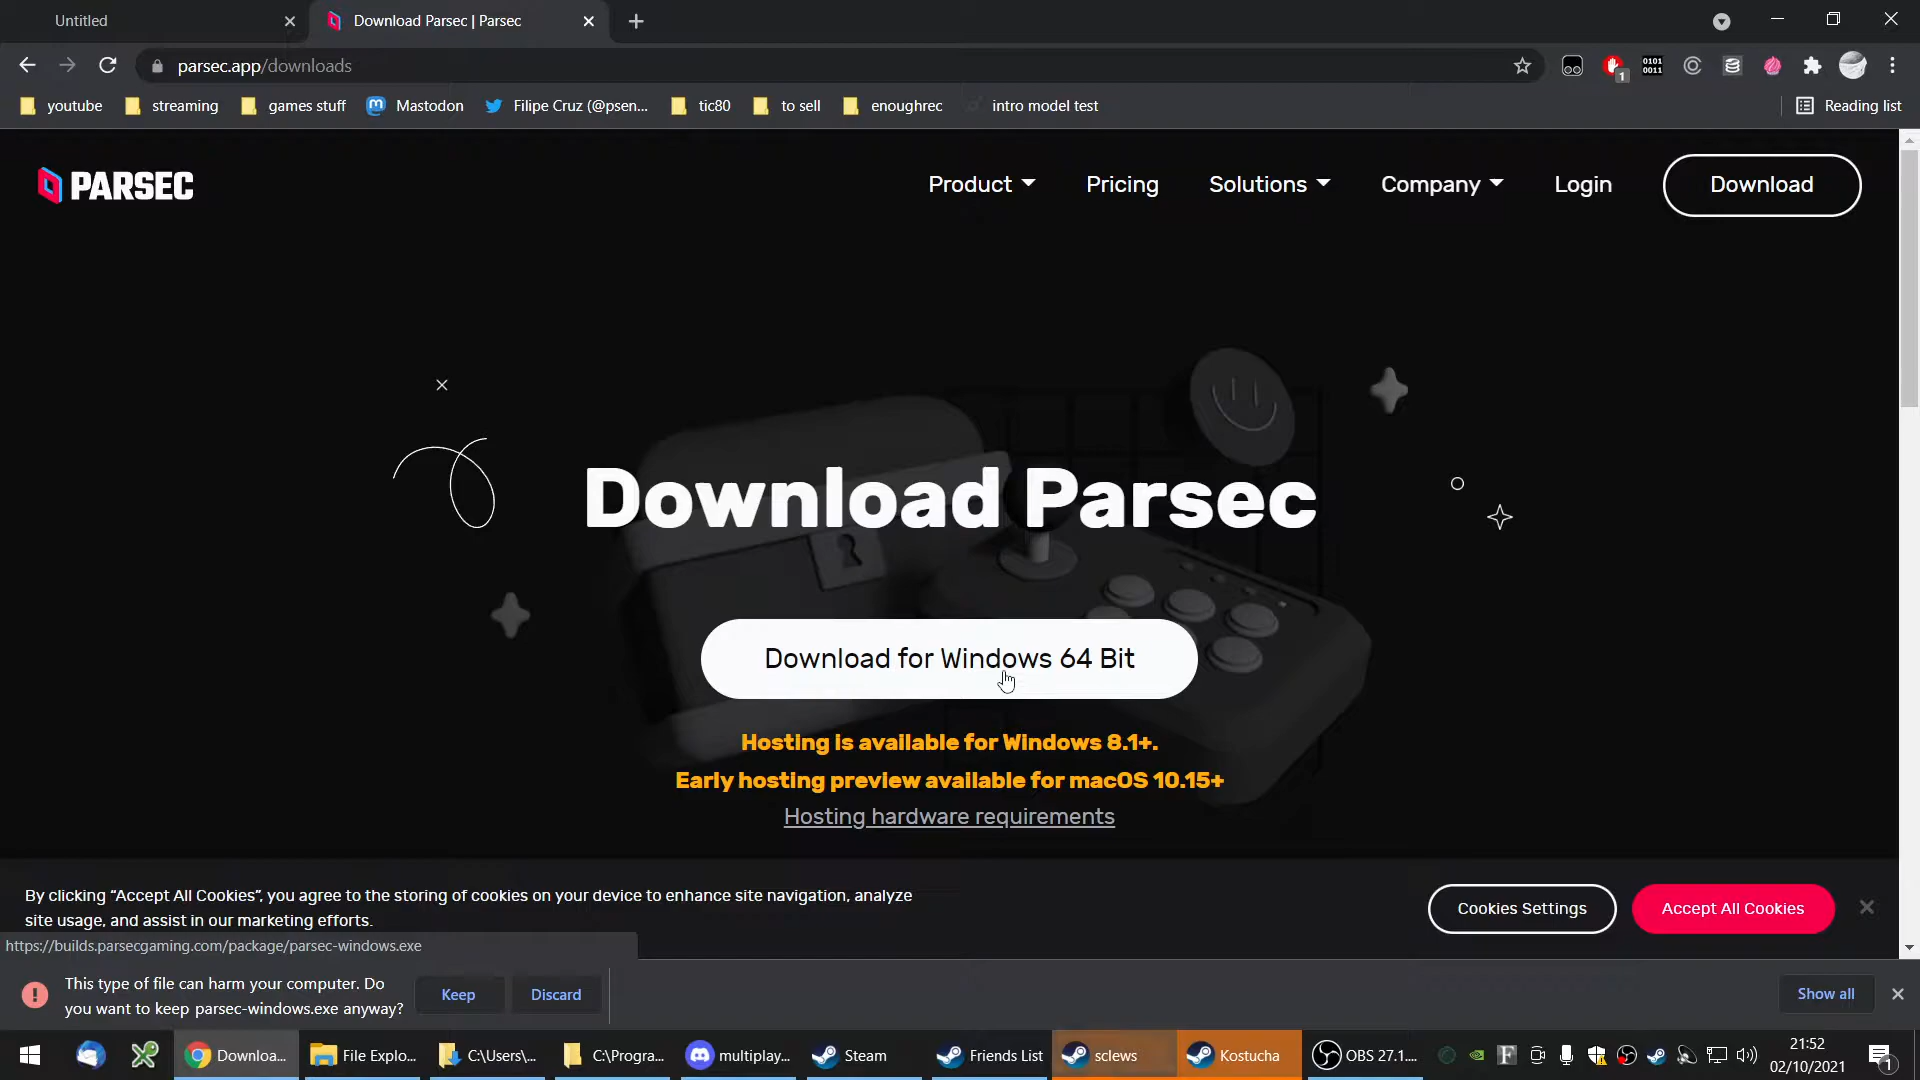 Untitled
Download Parsec | Parsec
parsec.app/downloads
1
0101
0011
youtube
streaming
games stuff
Mastodon
Filipe Cruz (@psen...
tic80
to sell
enoughrec
intro model test
Reading list
PARSEC
Product
Pricing
Solutions
Company
Login
Download
Download Parsec
Download for Windows 64 Bit
Hosting is available for Windows 8.1+.
Early hosting preview available for macOS 10.15+
Hosting hardware requirements
By clicking “Accept All Cookies”, you agree to the storing of cookies on your device to enhance site navigation, analyze
site usage, and assist in our marketing efforts.
Cookies Settings
Accept All Cookies
https://builds.parsecgaming.com/package/parsec-windows.exe
This type of file can harm your computer. Do
you want to keep parsec-windows.exe anyway?
Keep
Discard
Show all
Downloa...
File Explo...
C:\Users\...
C:\Progra...
multiplay...
Steam
Friends List
sclews
Kostucha
OBS 27.1....
F
21:52
02/10/2021
1